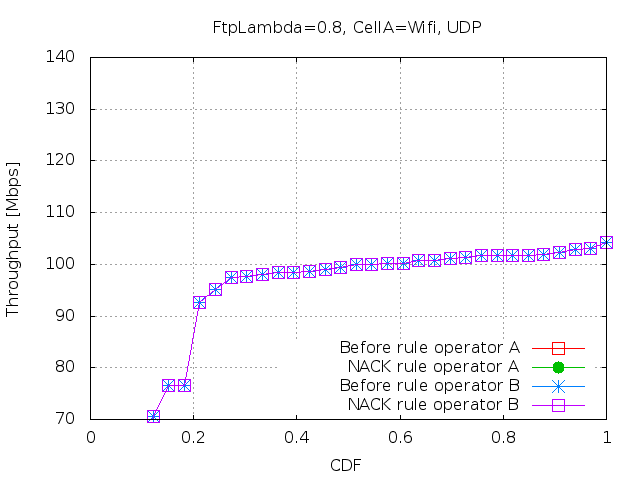 FtpLambda=0.8, CellA=Wifi, UDP
140
130
120
110
100
90
80
70
Throughput [Mbps]
Before rule operator A
NACK rule operator A
Before rule operator B
NACK rule operator B
0
0.2
0.4
0.6
0.8
1
CDF